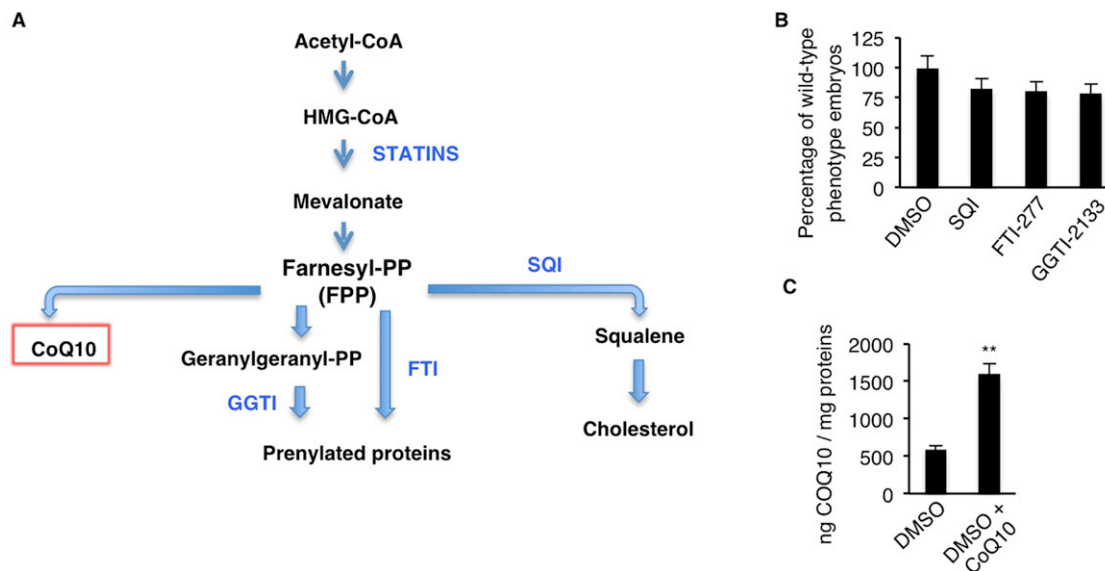 A
Acetyl-CoA
HMG-CoA
STATINS
Mevalonate
Farnesyl-PP
(FPP)
SQI
CoQ10
Geranylgeranyl-PP
Squalene
FTI
GGTI
Cholesterol
Prenylated proteins
B
Percentage of wild-type
phenotype embryos
125
100
75
50
25
0
DMSO
SQI
FTI-277
GGTI-2133
C
ng COQ10 / mg proteins
2000
1500
1000
500
0
**
DMSO
DMSO +
CoQ10